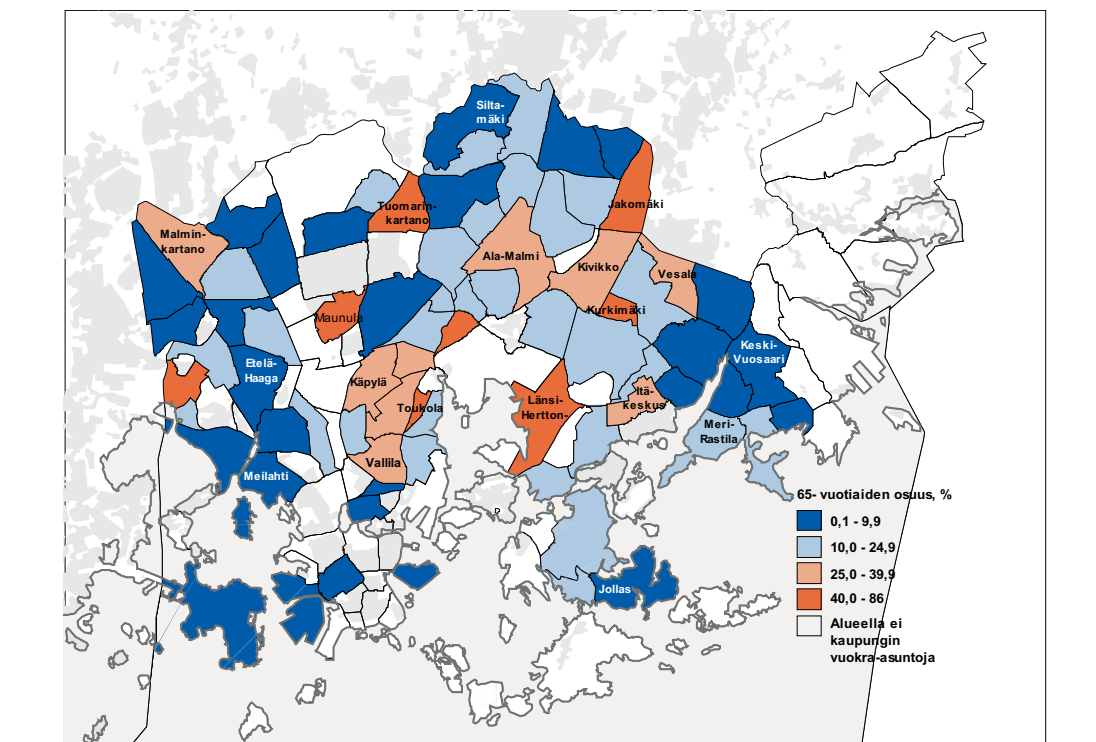 Silta-
mäki
Tuomarin-
kartano
Jakomäki
Malmin-
kartano
Ala-Malmi
Kivikko
Vesala
Kurkimäki
Maunula
Keski-
Vuosaari
Etelä-
Haaga
Käpylä
Itä-
keskus
Länsi-
Hertton-
Toukola
Meri-
Rastila
Vallila
Meilahti
Jollas
65- vuotiaiden osuus, %
0,1 - 9,9
10,0 - 24,9
25,0 - 39,9
40,0 - 86
Alueella ei
kaupungin
vuokra-asuntoja